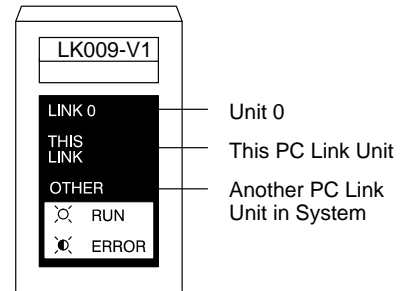 LK009-V1
LINK 0
Unit 0
THIS
LINK
This PC Link Unit
OTHER
Another PC Link
Unit in System
RUN
ERROR